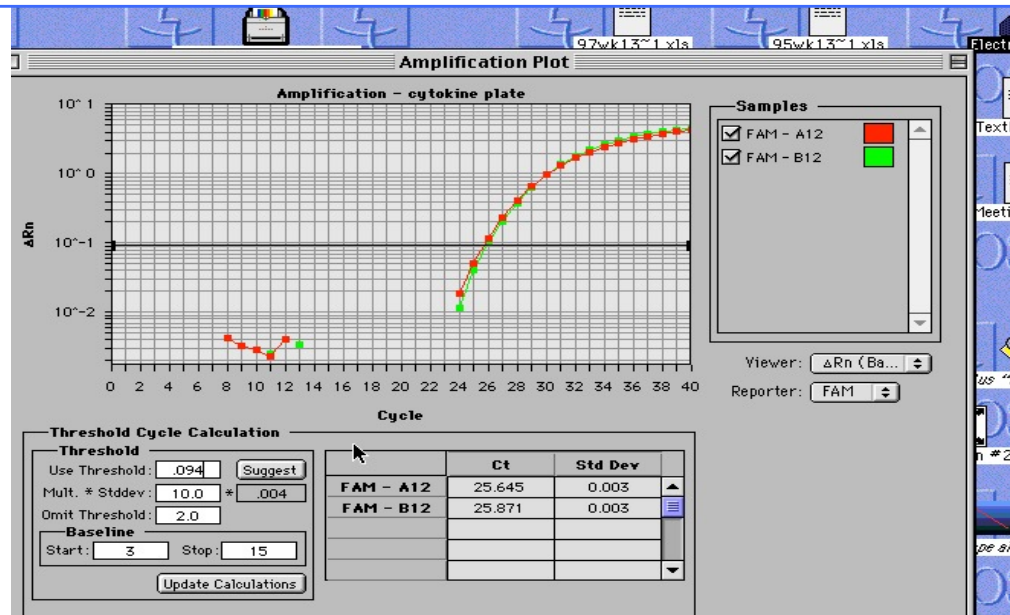 97wk13~1 xls
95wk13~1 xls
Electr
Amplification Plot
Amplification - cytokine plate
10^ 1
10^ 0
10^-1
10^-2
ΔRn
0 2 4 6 8 10 12 14 16 18 20 22 24 26 28 30 32 34 36 38 40
Cycle
Samples
FAM - A12
FAM - B12
Viewer: ΔRn (Ba...
Reporter: FAM
Threshold Cycle Calculation
Threshold
Use Threshold: .094 Suggest
Mult. * Stddev: 10.0 * .004
Omit Threshold: 2.0
Baseline
Start: 3 Stop: 15
Update Calculations
Ct Std Dev
FAM - A12 25.645 0.003
FAM - B12 25.871 0.003
Text
Meeti
us "
n #2
pe a